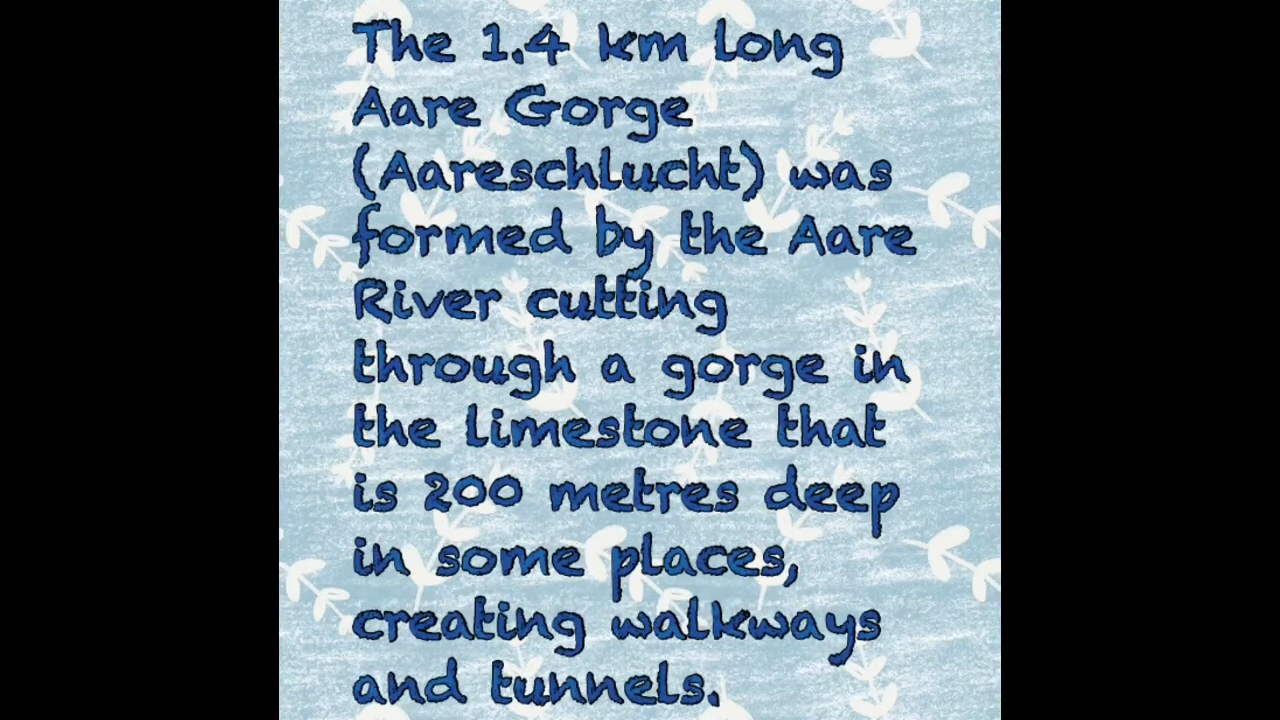 The 1.4 km long
Aare Gorge
(Aareschlucht) was
formed by the Aare
River cutting
through a gorge in
the limestone that
is 200 metres deep
in some places,
creating walkways
and tunnels.